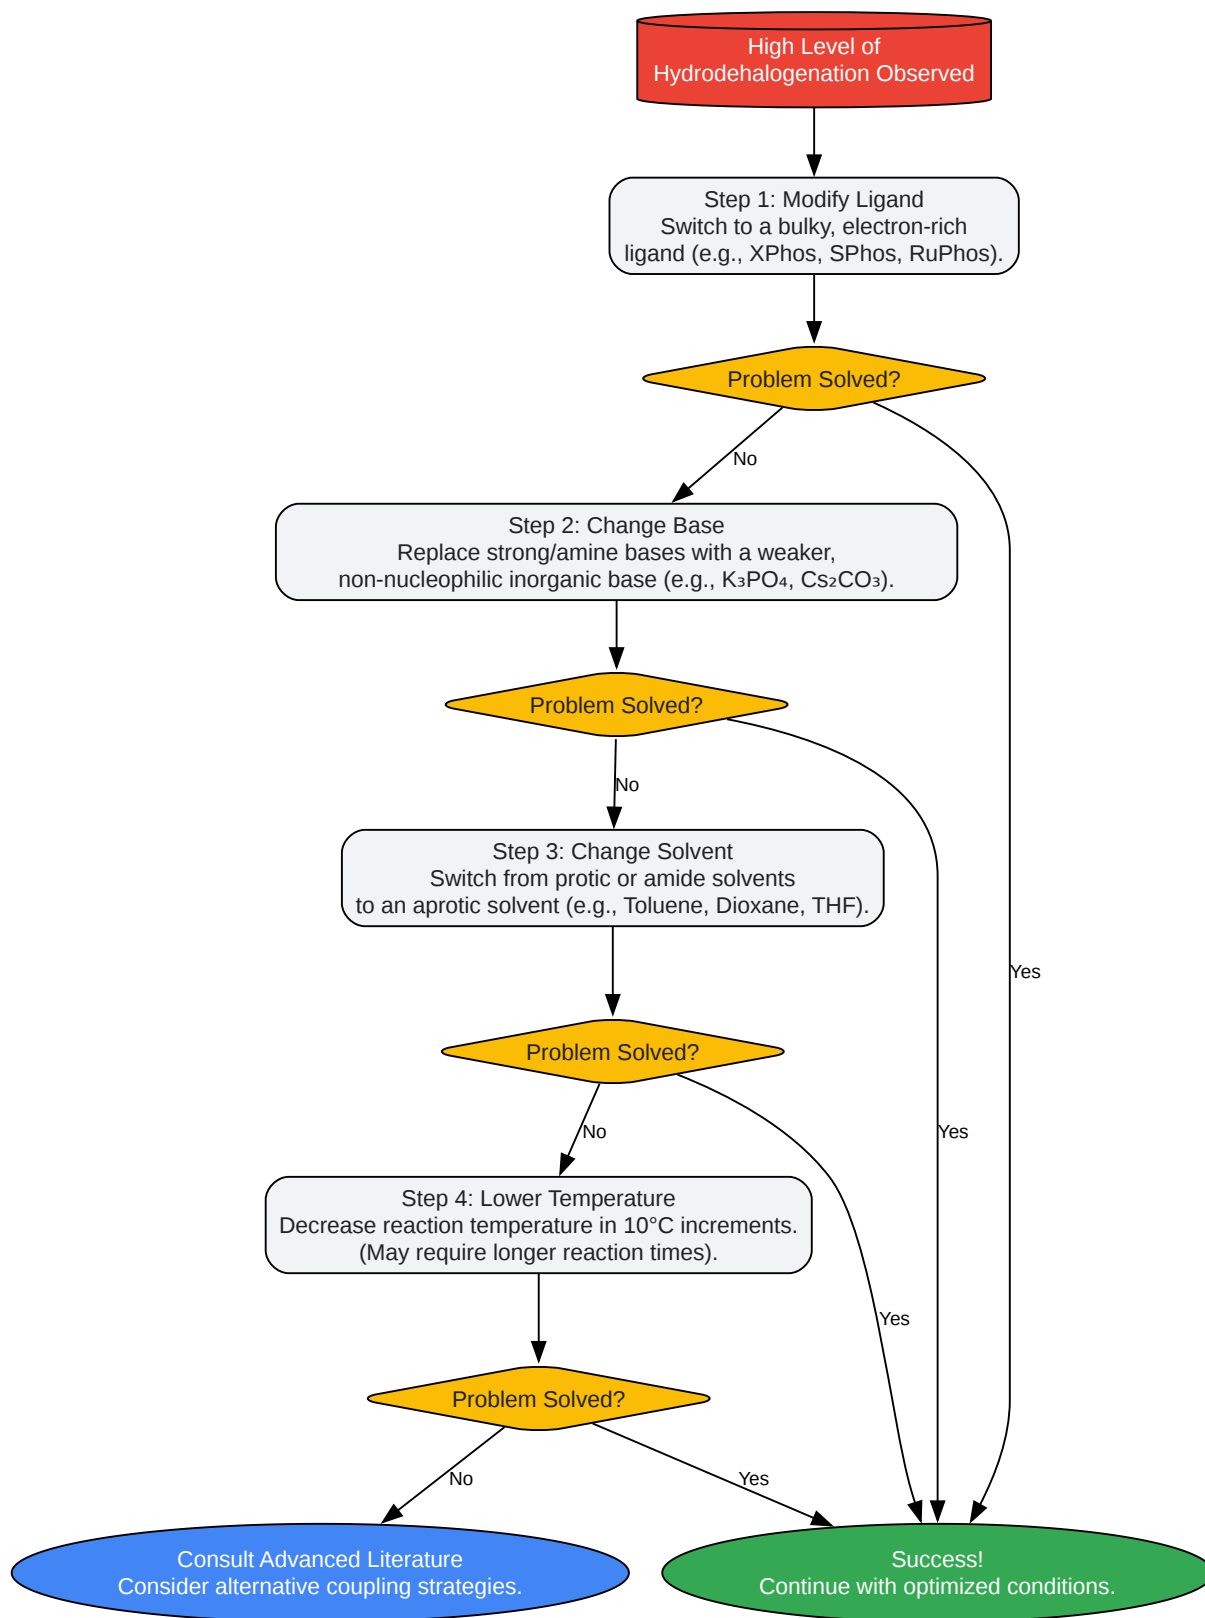 High Level of
Hydrodehalogenation Observed
Step 1: Modify Ligand
Switch to a bulky, electron-rich
ligand (e.g., XPhos, SPhos, RuPhos).
Problem Solved?
No
Step 2: Change Base
Replace strong/amine bases with a weaker,
non-nucleophilic inorganic base (e.g., K₃PO₄, Cs₂CO₃).
Problem Solved?
No
Step 3: Change Solvent
Switch from protic or amide solvents
to an aprotic solvent (e.g., Toluene, Dioxane, THF).
Yes
Problem Solved?
No
Yes
Step 4: Lower Temperature
Decrease reaction temperature in 10°C increments.
(May require longer reaction times).
Yes
Problem Solved?
No
Yes
Consult Advanced Literature
Consider alternative coupling strategies.
Success!
Continue with optimized conditions.